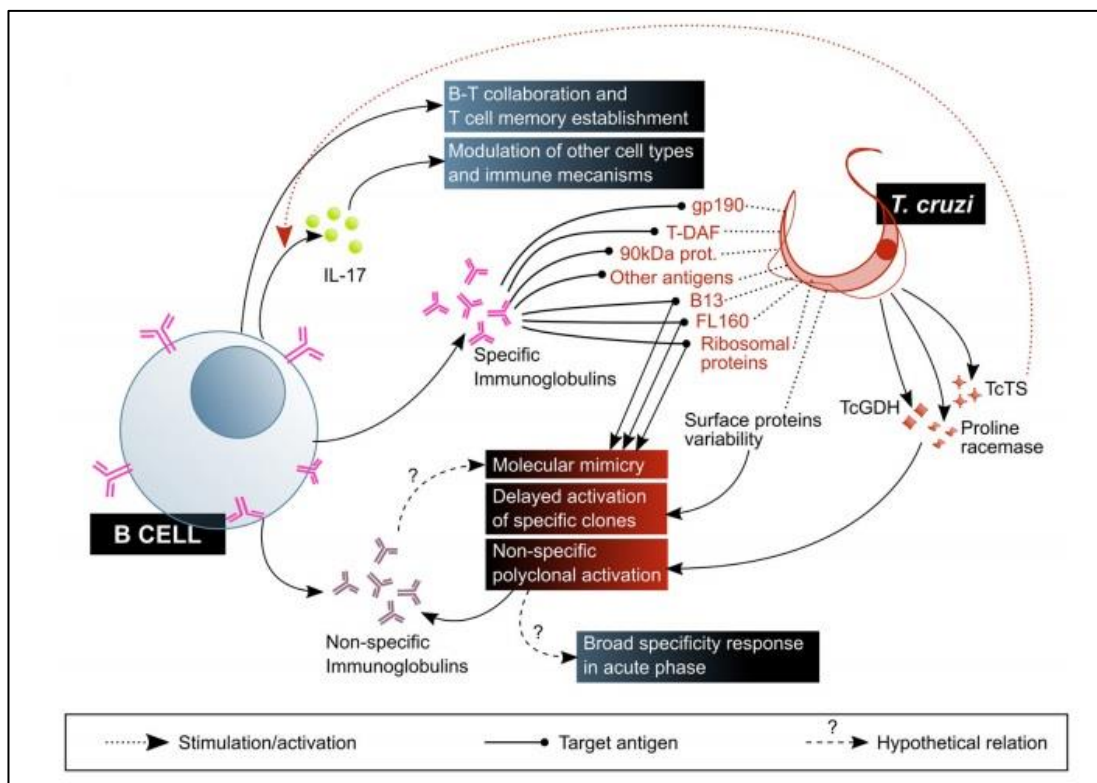 B-T collaboration and
T cell memory establishment
Modulation of other cell types
and immune mecanisms
gp190
T. cruzi
T-DAF
90kDa prot.
Other antigens
B13
FL160
Ribosomal
proteins
IL-17
Specific
Immunoglobulins
TcTS
TcGDH
Proline
racemase
Surface proteins
variability
?
Molecular mimicry
Delayed activation
of specific clones
Non-specific
polyclonal activation
B CELL
Non-specific
Immunoglobulins
?
Broad specificity response
in acute phase
Stimulation/activation
Target antigen
?
Hypothetical relation